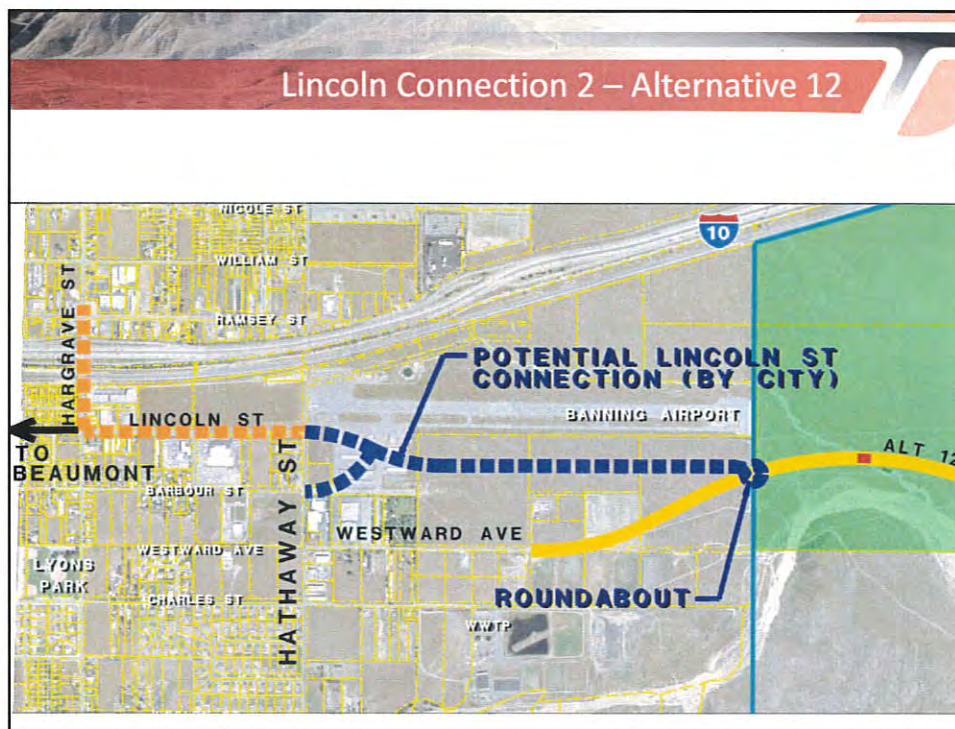 Lincoln Connection 2 – Alternative 12
NICOLE ST
10
WILLIAM ST
HARGRAVE ST
RAMSEY ST
POTENTIAL LINCOLN ST
CONNECTION (BY CITY)
BANNING AIRPORT
LINCOLN ST
TO
BEAUMONT
ALT 12
BARBOUR ST
HATHAWAY ST
WESTWARD AVE
WESTWARD AVE
LYONS
PARK
CHARLES ST
ROUNDABOUT
WWTP